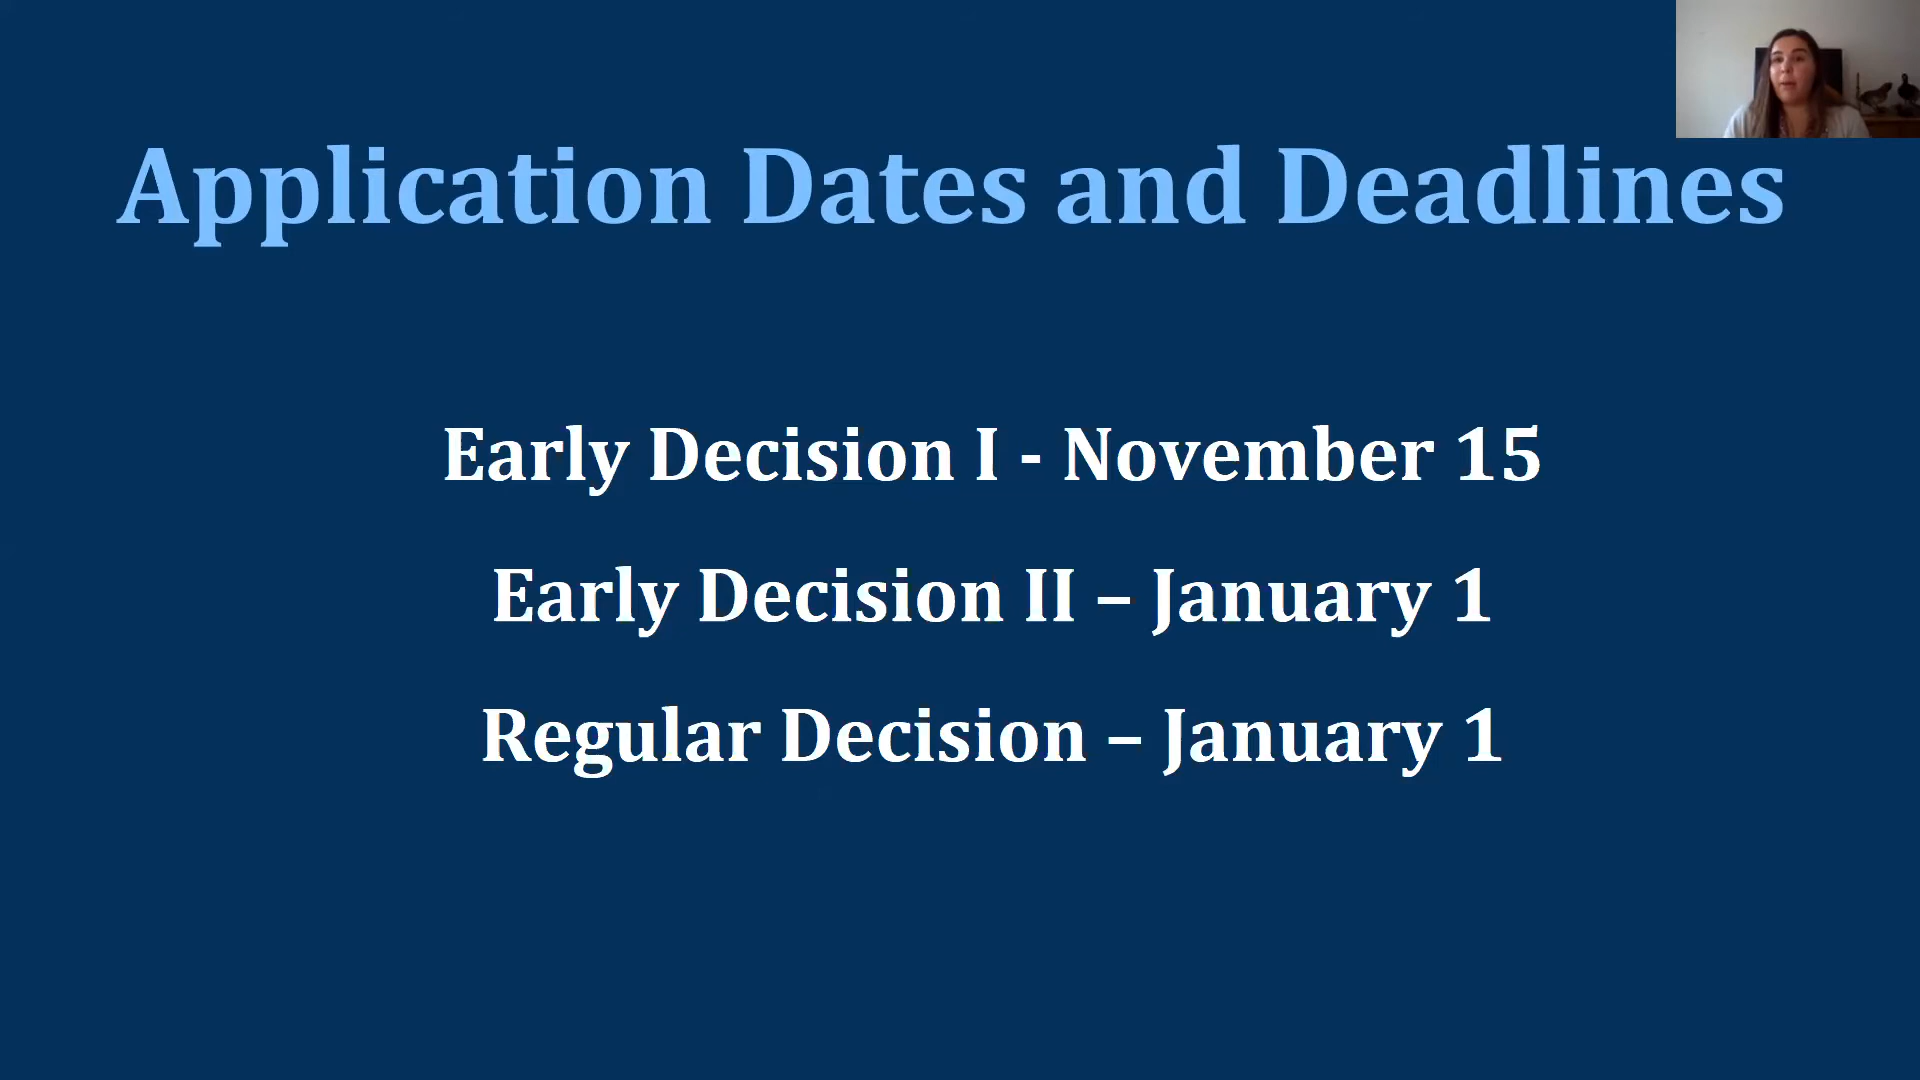 Application Dates and Deadlines
Early Decision I - November 15
Early Decision II – January 1
Regular Decision – January 1